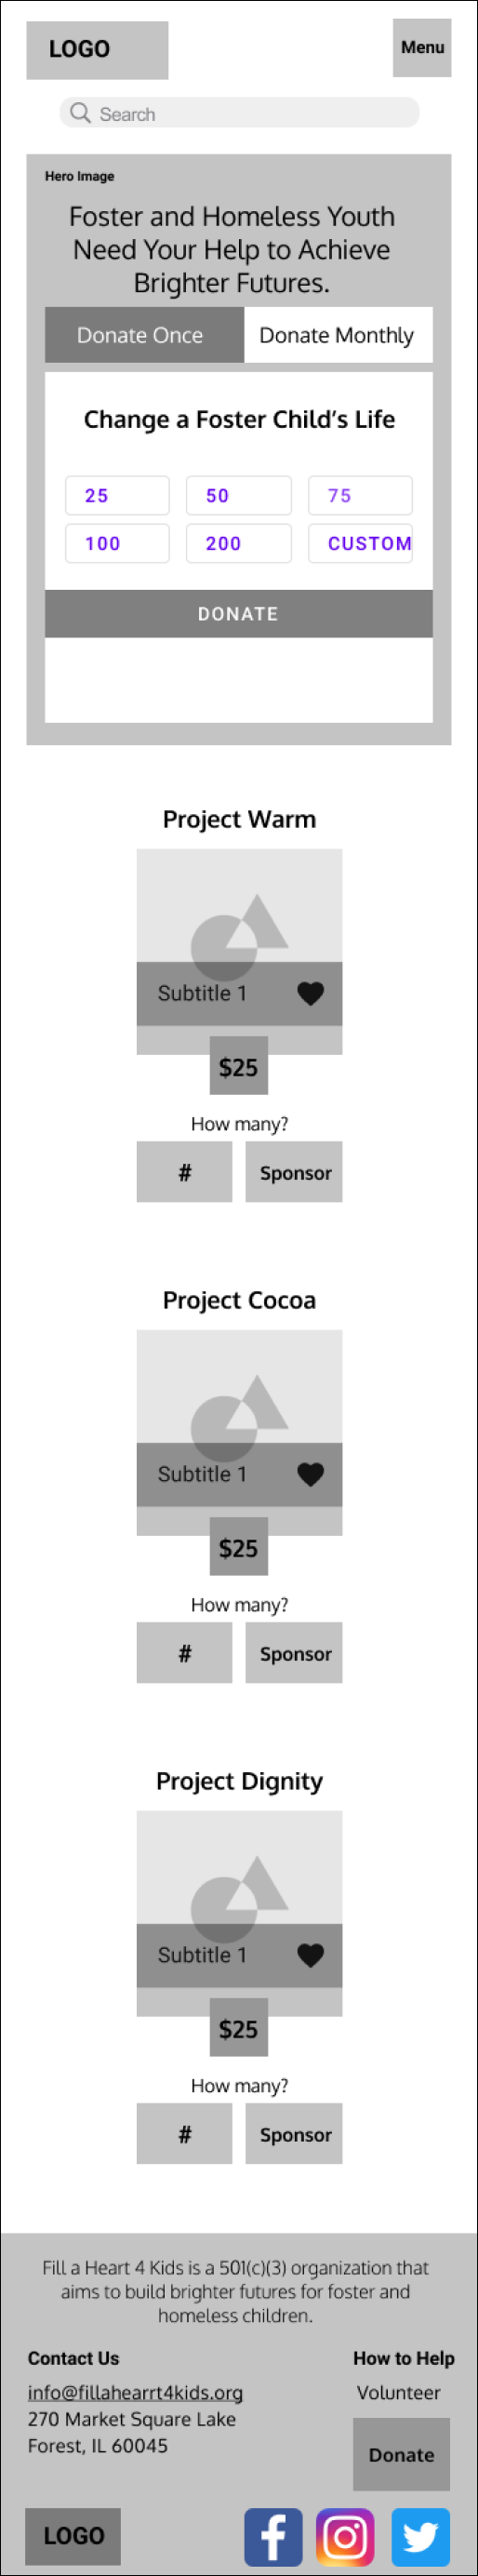 LOGO
Menu
Search
Hero Image
Foster and Homeless Youth
Need Your Help to Achieve
Brighter Futures.
Donate Once
Donate Monthly
Change a Foster Child's Life
25
50
75
100
200
CUSTOM
DONATE
Project Warm
Subtitle 1
$25
How many?
#
Sponsor
Project Cocoa
Subtitle 1
$25
How many?
#
Sponsor
Project Dignity
Subtitle 1
$25
How many?
#
Sponsor
Fill a Heart 4 Kids is a 501(c)(3) organization that
aims to build brighter futures for foster and
homeless children.
Contact Us
info@fillahearrt4kids.org
270 Market Square Lake
Forest, IL 60045
How to Help
Volunteer
Donate
LOGO